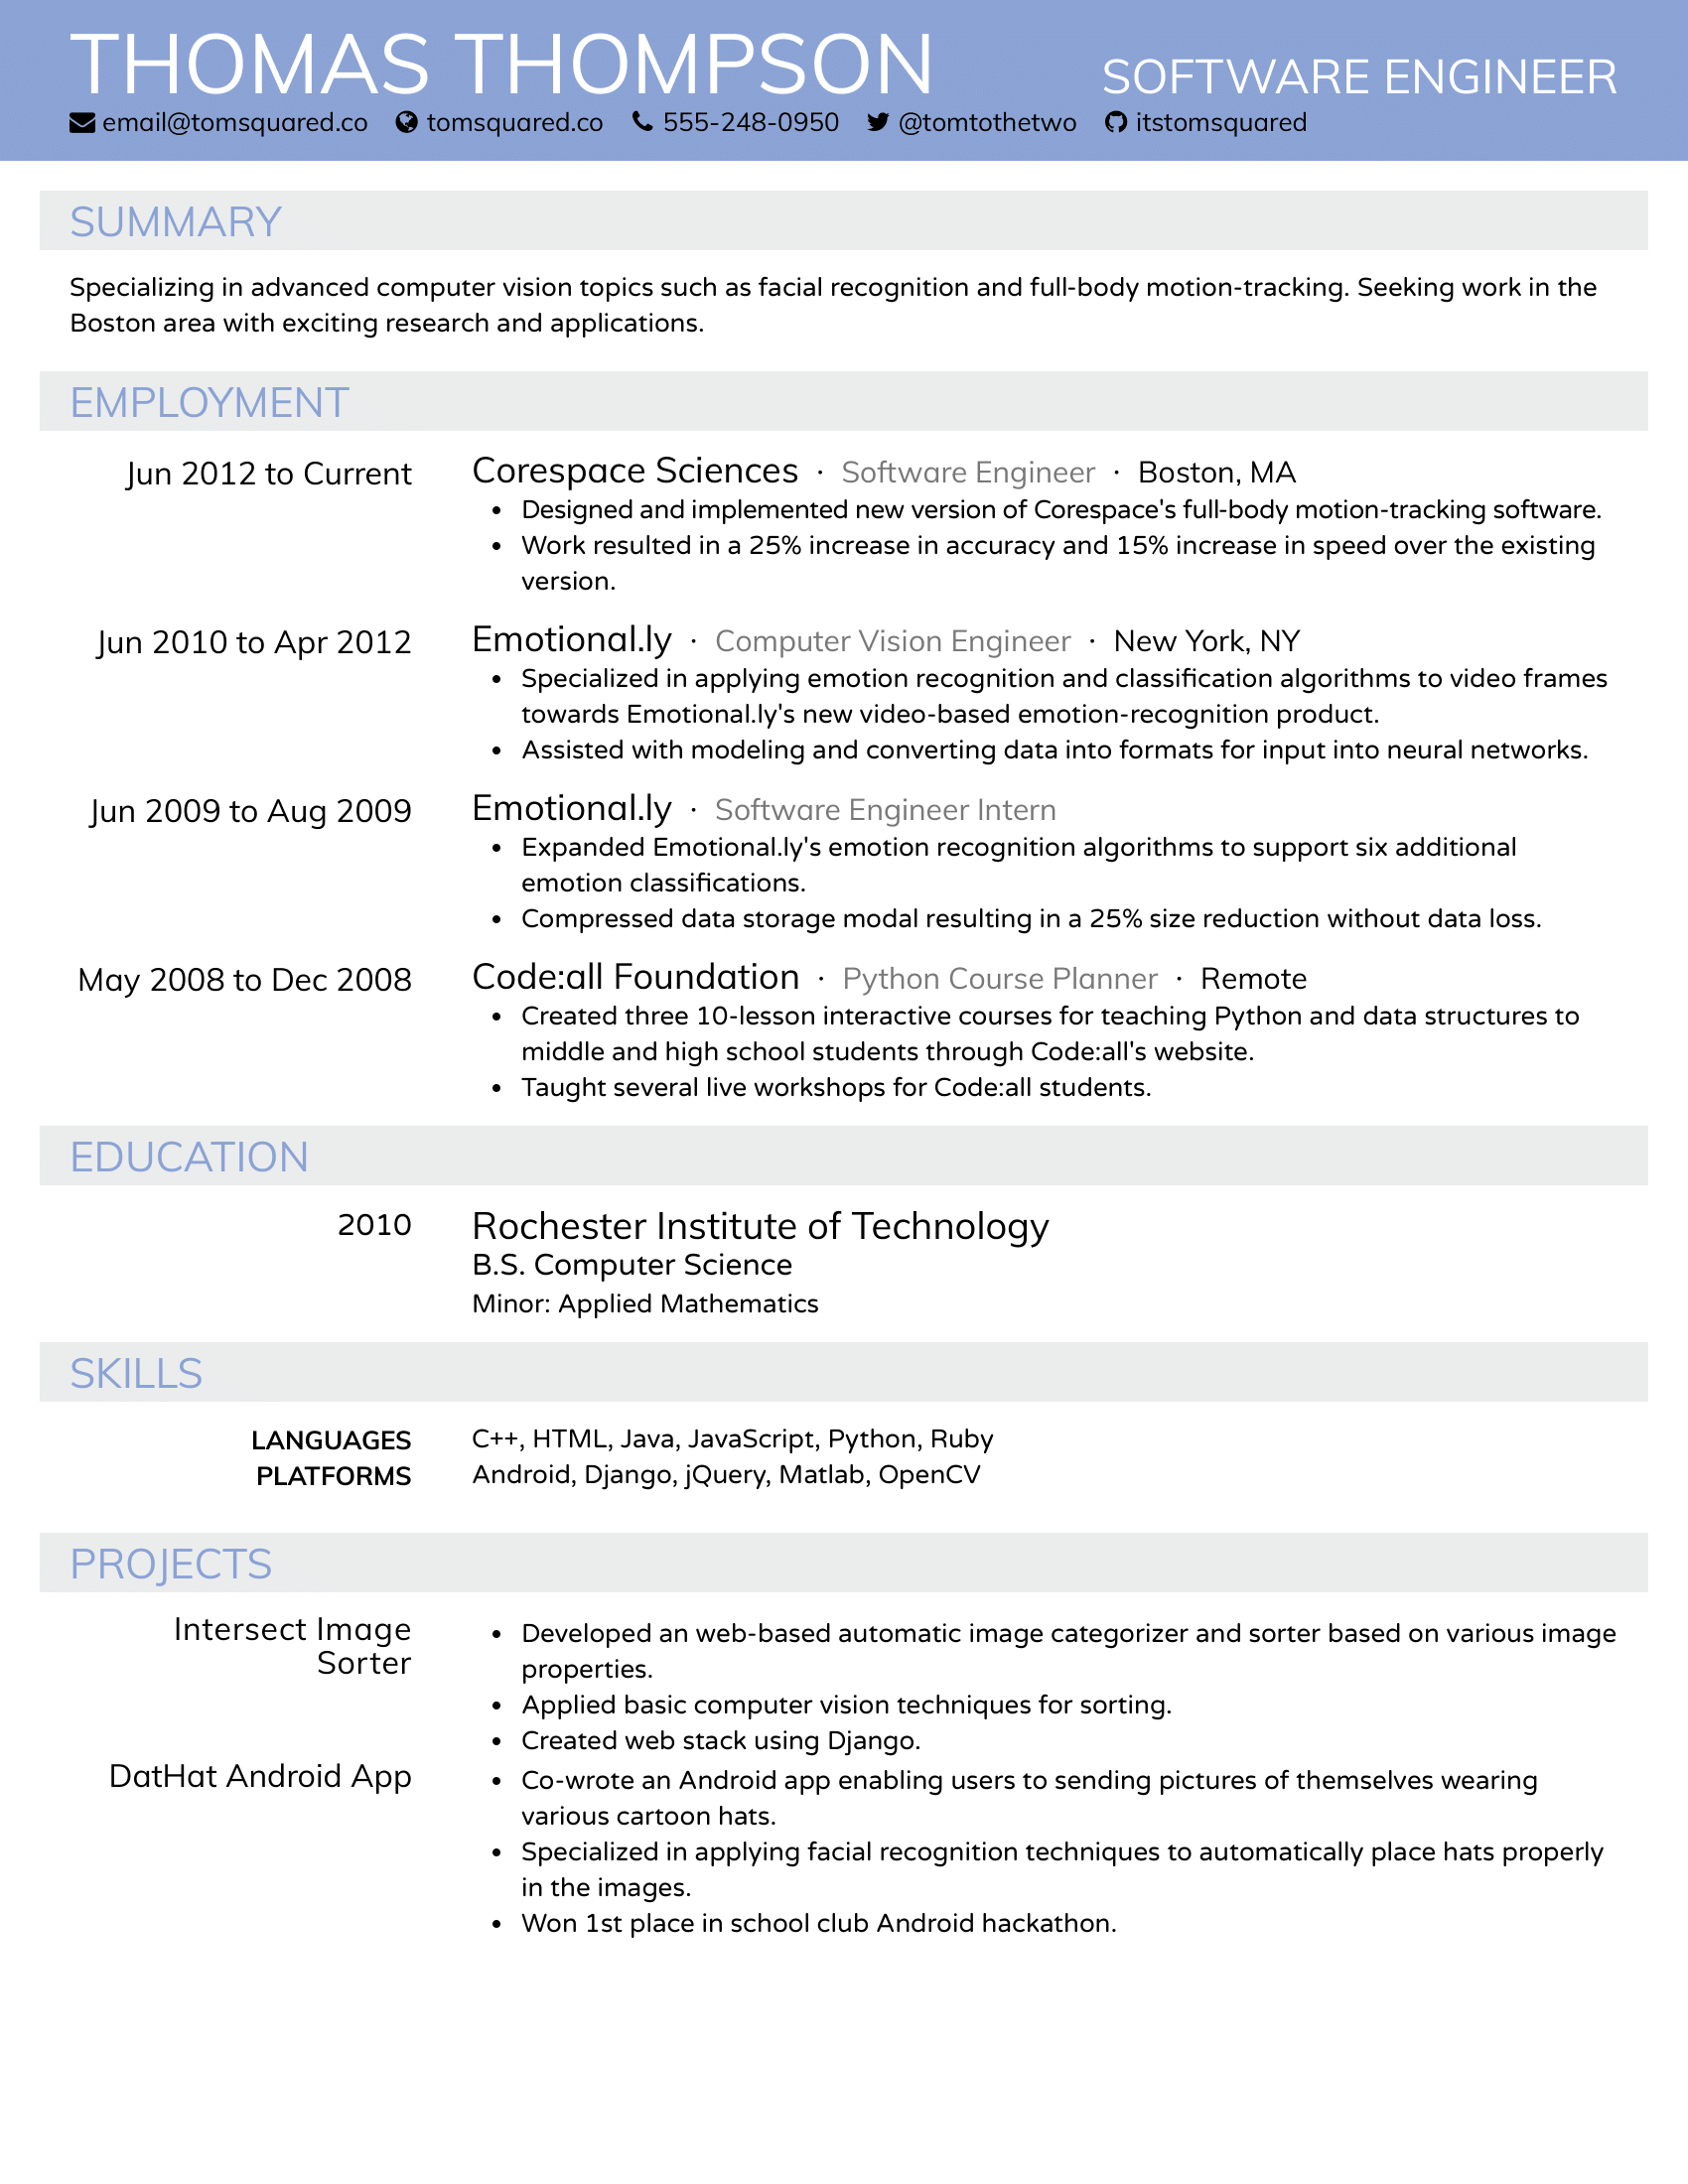 THOMAS THOMPSON SOFTWARE ENGINEER
email@tomsquared.co tomsquared.co 555-248-0950 @tomtothetwo itstomsquared
SUMMARY
Specializing in advanced computer vision topics such as facial recognition and full-body motion-tracking. Seeking work in the
Boston area with exciting research and applications.
EMPLOYMENT
Jun 2012 to Current Corespace Sciences · Software Engineer · Boston, MA
• Designed and implemented new version of Corespace's full-body motion-tracking software.
• Work resulted in a 25% increase in accuracy and 15% increase in speed over the existing
version.
Jun 2010 to Apr 2012 Emotional.ly · Computer Vision Engineer · New York, NY
• Specialized in applying emotion recognition and classification algorithms to video frames
towards Emotional.ly's new video-based emotion-recognition product.
• Assisted with modeling and converting data into formats for input into neural networks.
Jun 2009 to Aug 2009 Emotional.ly · Software Engineer Intern
• Expanded Emotional.ly's emotion recognition algorithms to support six additional
emotion classifications.
• Compressed data storage modal resulting in a 25% size reduction without data loss.
May 2008 to Dec 2008 Code:all Foundation · Python Course Planner · Remote
• Created three 10-lesson interactive courses for teaching Python and data structures to
middle and high school students through Code:all's website.
• Taught several live workshops for Code:all students.
EDUCATION
2010 Rochester Institute of Technology
B.S. Computer Science
Minor: Applied Mathematics
SKILLS
LANGUAGES C++, HTML, Java, JavaScript, Python, Ruby
PLATFORMS Android, Django, jQuery, Matlab, OpenCV
PROJECTS
Intersect Image
Sorter
• Developed an web-based automatic image categorizer and sorter based on various image
properties.
• Applied basic computer vision techniques for sorting.
• Created web stack using Django.
DatHat Android App
• Co-wrote an Android app enabling users to sending pictures of themselves wearing
various cartoon hats.
• Specialized in applying facial recognition techniques to automatically place hats properly
in the images.
• Won 1st place in school club Android hackathon.